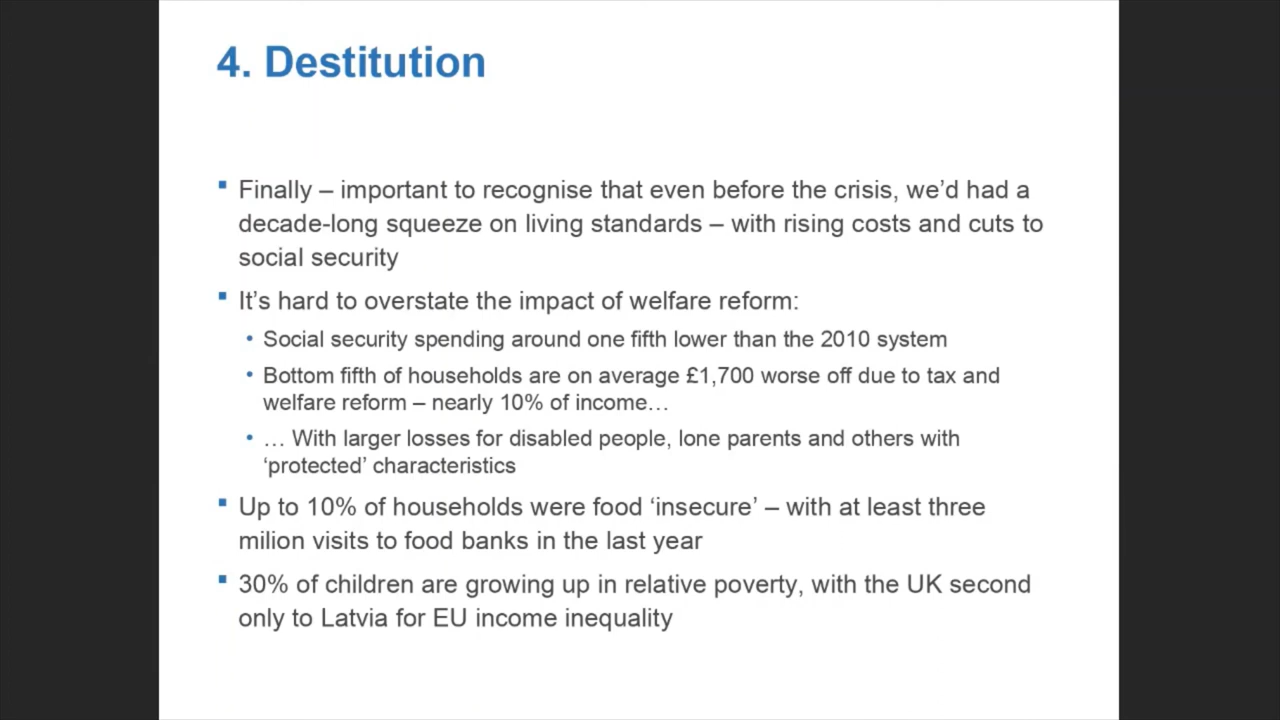 4. Destitution
▪ Finally – important to recognise that even before the crisis, we’d had a
decade-long squeeze on living standards – with rising costs and cuts to
social security
▪ It’s hard to overstate the impact of welfare reform:
• Social security spending around one fifth lower than the 2010 system
• Bottom fifth of households are on average £1,700 worse off due to tax and
welfare reform – nearly 10% of income…
• … With larger losses for disabled people, lone parents and others with
‘protected’ characteristics
▪ Up to 10% of households were food ‘insecure’ – with at least three
milion visits to food banks in the last year
▪ 30% of children are growing up in relative poverty, with the UK second
only to Latvia for EU income inequality